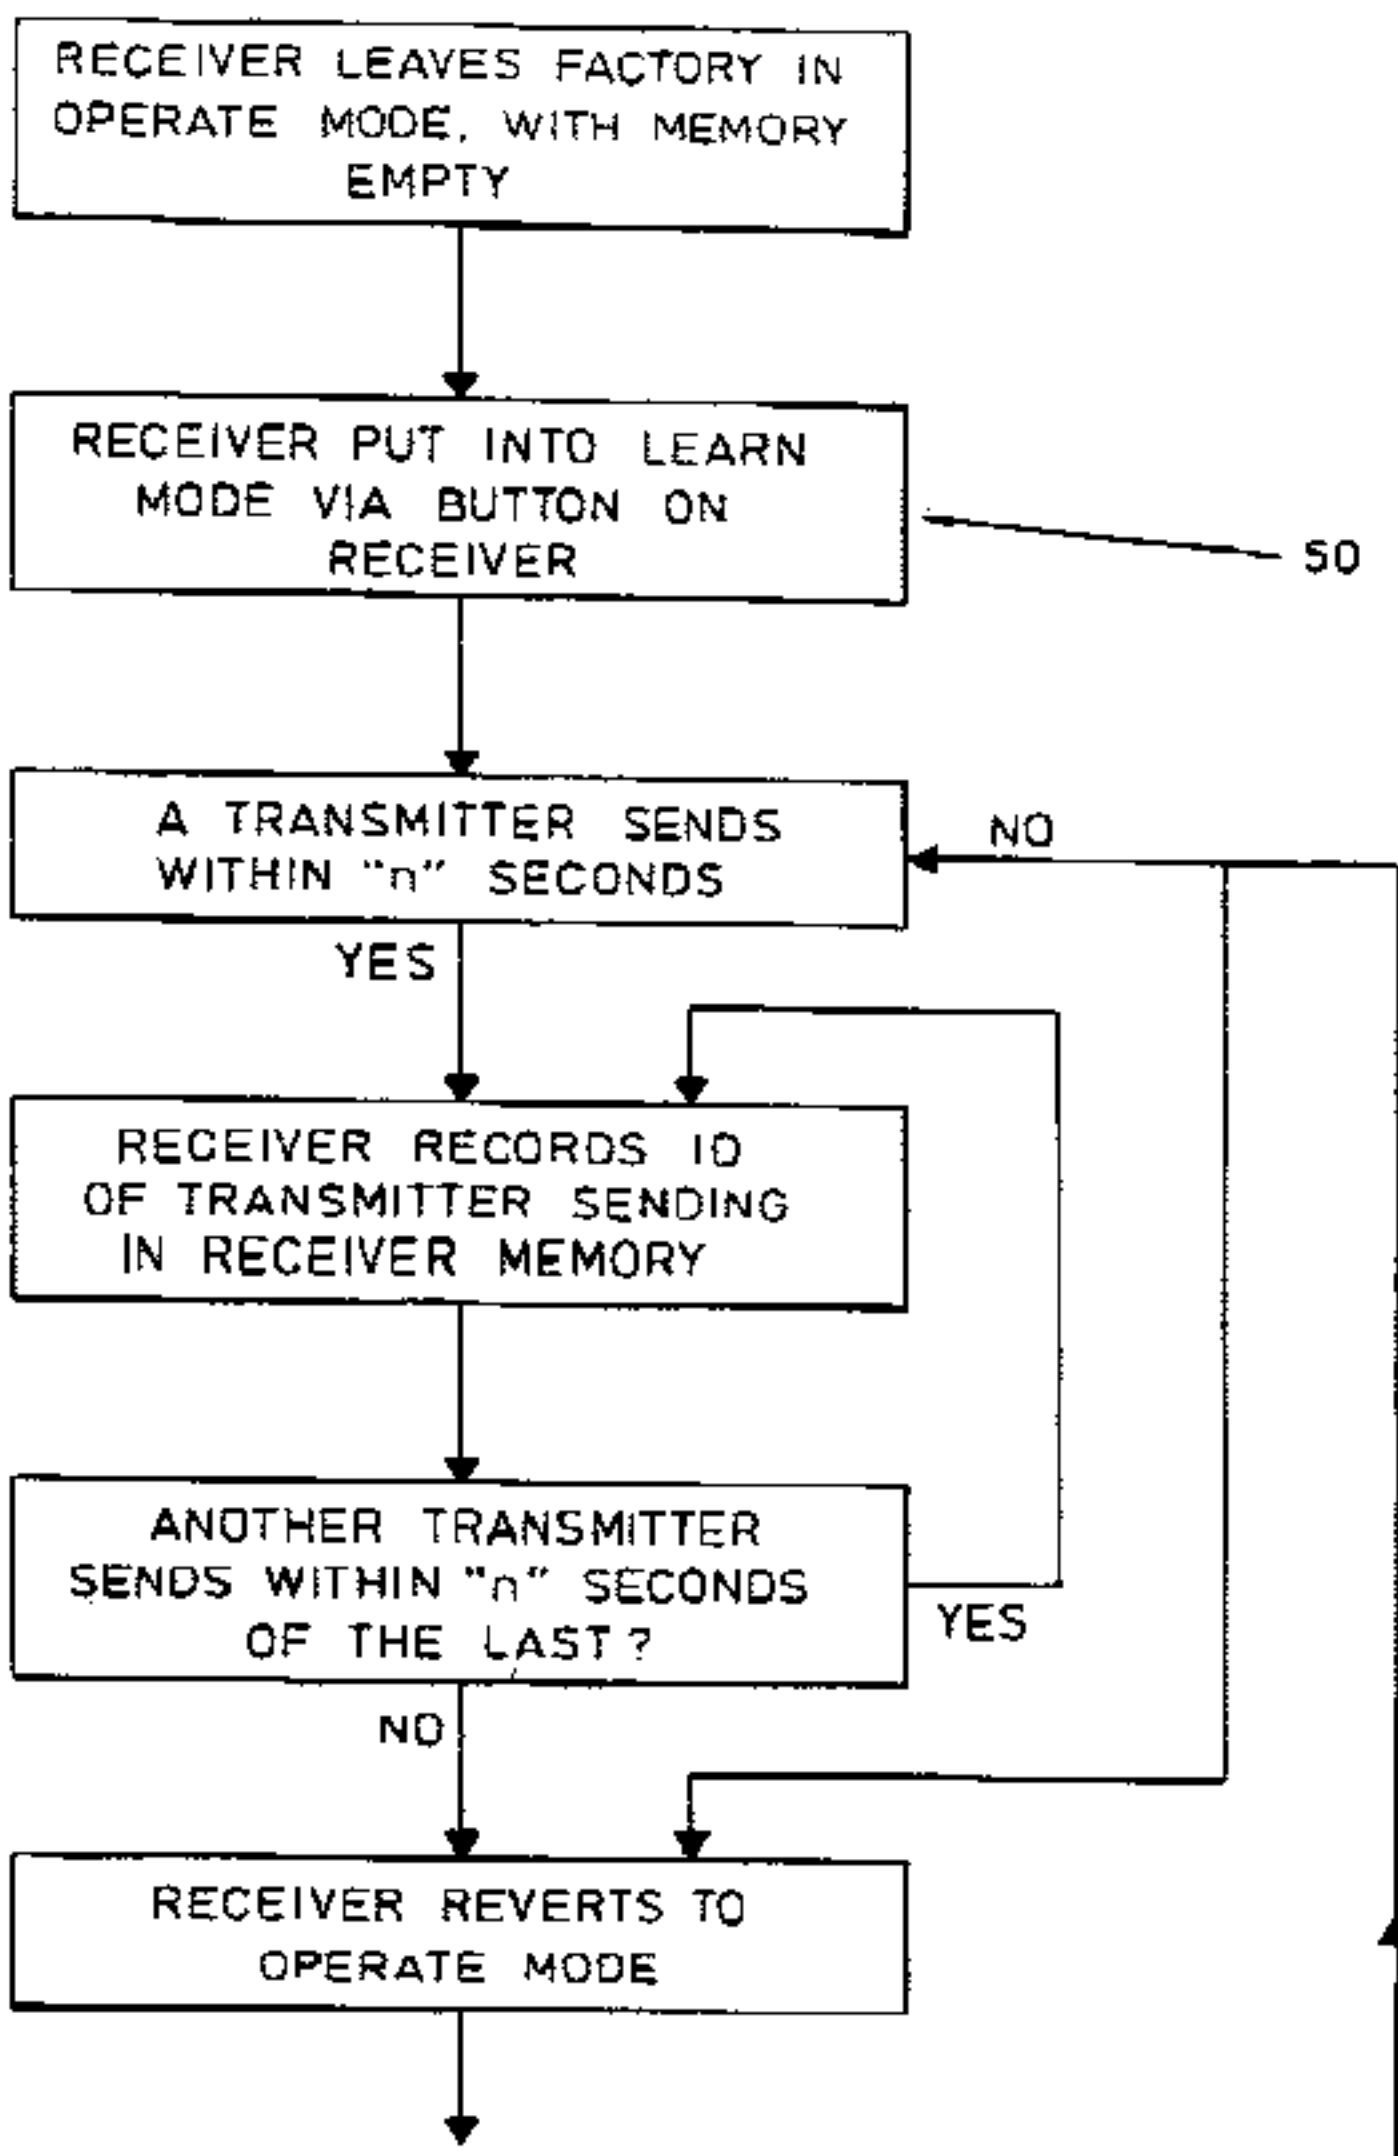 RECEIVER LEAVES FACTORY IN
OPERATE MODE, WITH MEMORY
EMPTY
RECEIVER PUT INTO LEARN
MODE VIA BUTTON ON
RECEIVER
50
A TRANSMITTER SENDS
WITHIN "n" SECONDS
NO
YES
RECEIVER RECORDS ID
OF TRANSMITTER SENDING
IN RECEIVER MEMORY
ANOTHER TRANSMITTER
SENDS WITHIN "n" SECONDS
OF THE LAST?
YES
NO
RECEIVER REVERTS TO
OPERATE MODE